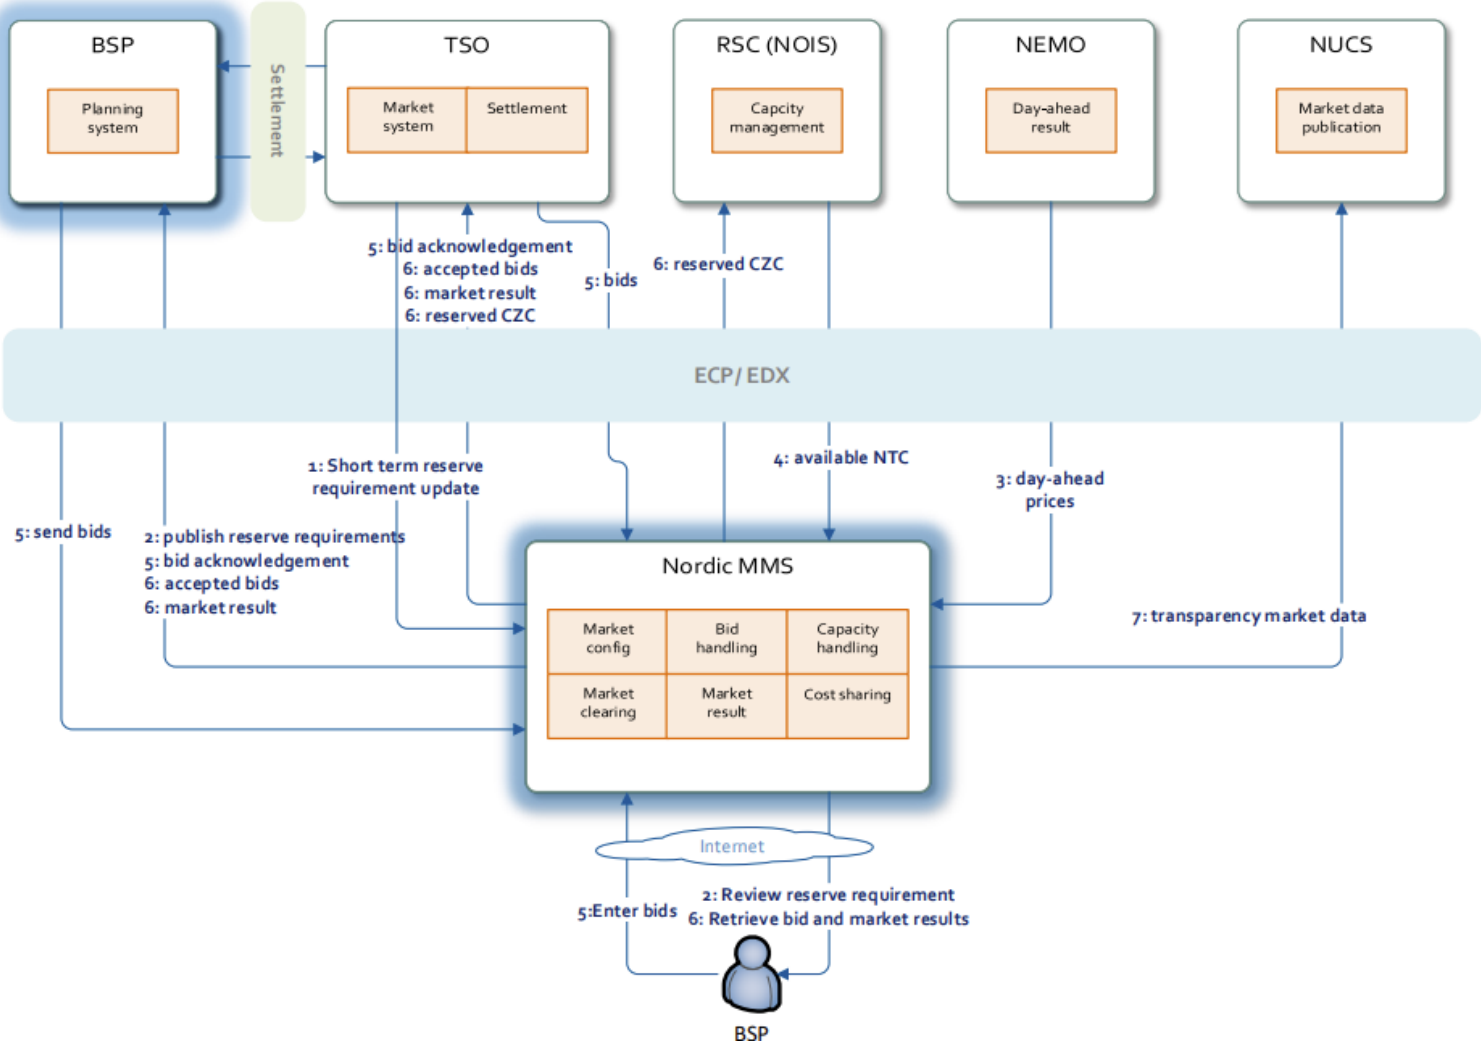 BSP
Planning
system
Settlement
TSO
Market
system
Settlement
RSC (NOIS)
Capcity
management
NEMO
Day-ahead
result
NUCS
Market data
publication
5: bid acknowledgement
6: accepted bids
6: market result
6: reserved CZC
5: bids
6: reserved CZC
ECP/ EDX
1: Short term reserve
requirement update
4: available NTC
3: day-ahead
prices
5: send bids
2: publish reserve requirements
5: bid acknowledgement
6: accepted bids
6: market result
Nordic MMS
Market
config
Bid
handling
Capacity
handling
Market
clearing
Market
result
Cost sharing
7: transparency market data
Internet
5:Enter bids
2: Review reserve requirement
6: Retrieve bid and market results
BSP